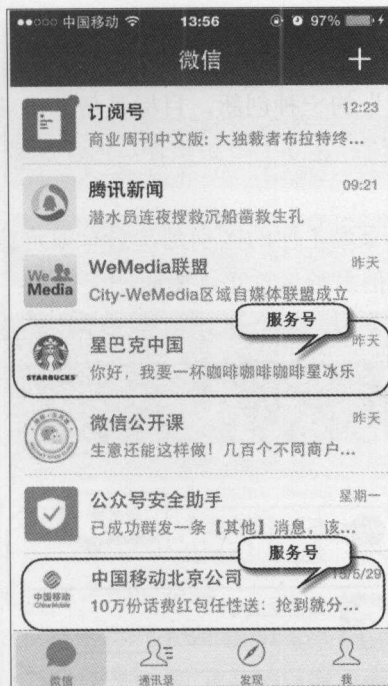 中国移动 13:56 97%
微信
订阅号 12:23
商业周刊中文版: 大独裁者布拉特终…
腾讯新闻 09:21
潜水员连夜搜救沉船凿救生孔
We Media
WeMedia联盟 昨天
City-WeMedia区域自媒体联盟成立
服务号
星巴克中国 昨天
STARBUCKS
你好，我要一杯咖啡咖啡咖啡星冰乐
微信公开课 昨天
生意还能这样做！几百个不同商户…
公众号安全助手 星期一
已成功群发一条【其他】消息，该…
服务号
中国移动北京公司 15/5/29
中国移动
China Mobile
10万份话费红包任性送：抢到就分…
微信 通讯录 发现 我